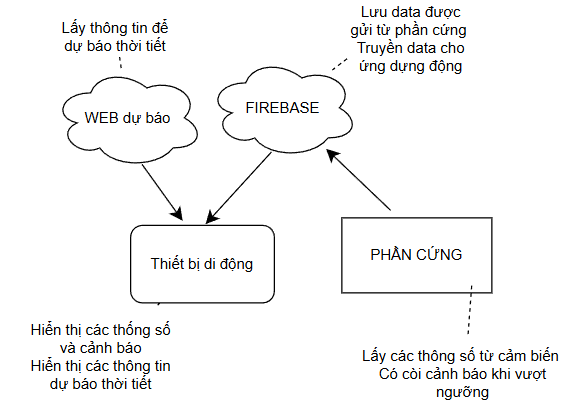 Lấy thông tin để
dự báo thời tiết
Lưu data được
gửi từ phần cứng
Truyền data cho
ứng dụng động
WEB dự báo
FIREBASE
Thiết bị di động
PHẦN CỨNG
Hiển thị các thống số
và cảnh báo
Hiển thị các thông tin
dự báo thời tiết
Lấy các thông số từ cảm biến
Có còi cảnh báo khi vượt
ngưỡng